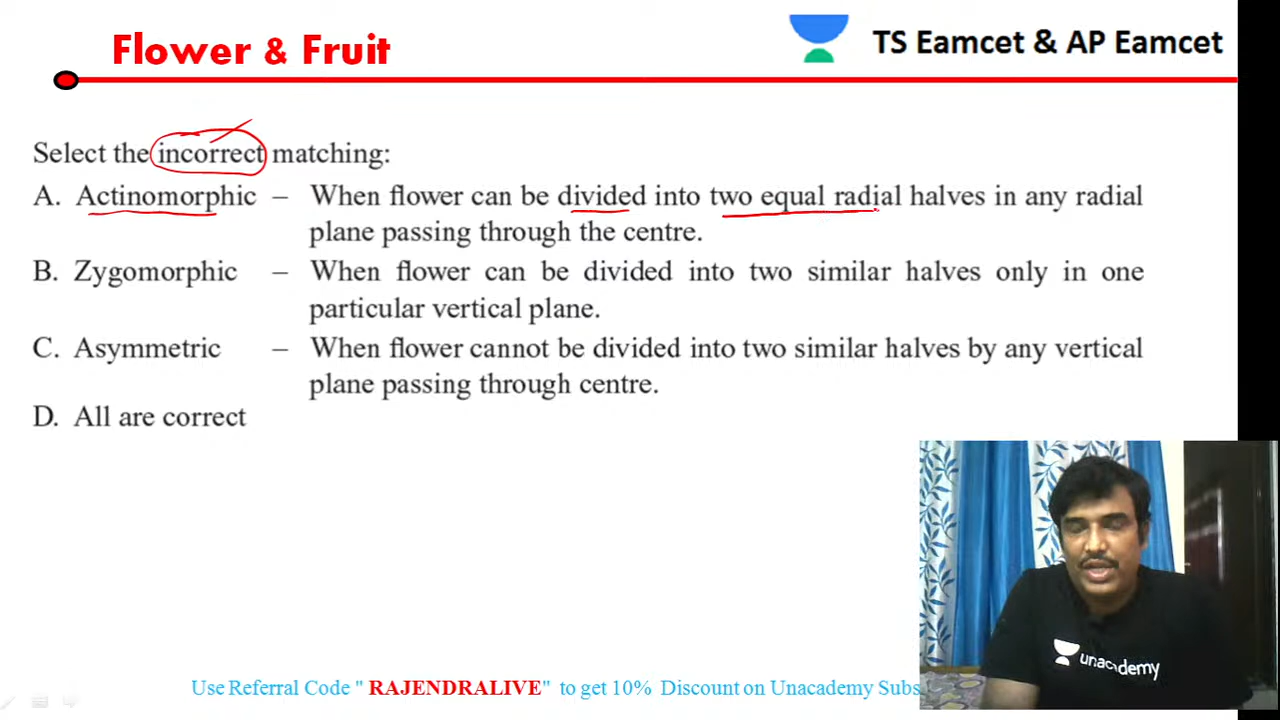 Flower & Fruit
TS Eamcet & AP Eamcet
Select the incorrect matching:
A. Actinomorphic – When flower can be divided into two equal radial halves in any radial
plane passing through the centre.
B. Zygomorphic – When flower can be divided into two similar halves only in one
particular vertical plane.
C. Asymmetric – When flower cannot be divided into two similar halves by any vertical
plane passing through centre.
D. All are correct
unacademy
Use Referral Code " RAJENDRALIVE" to get 10% Discount on Unacademy Subs